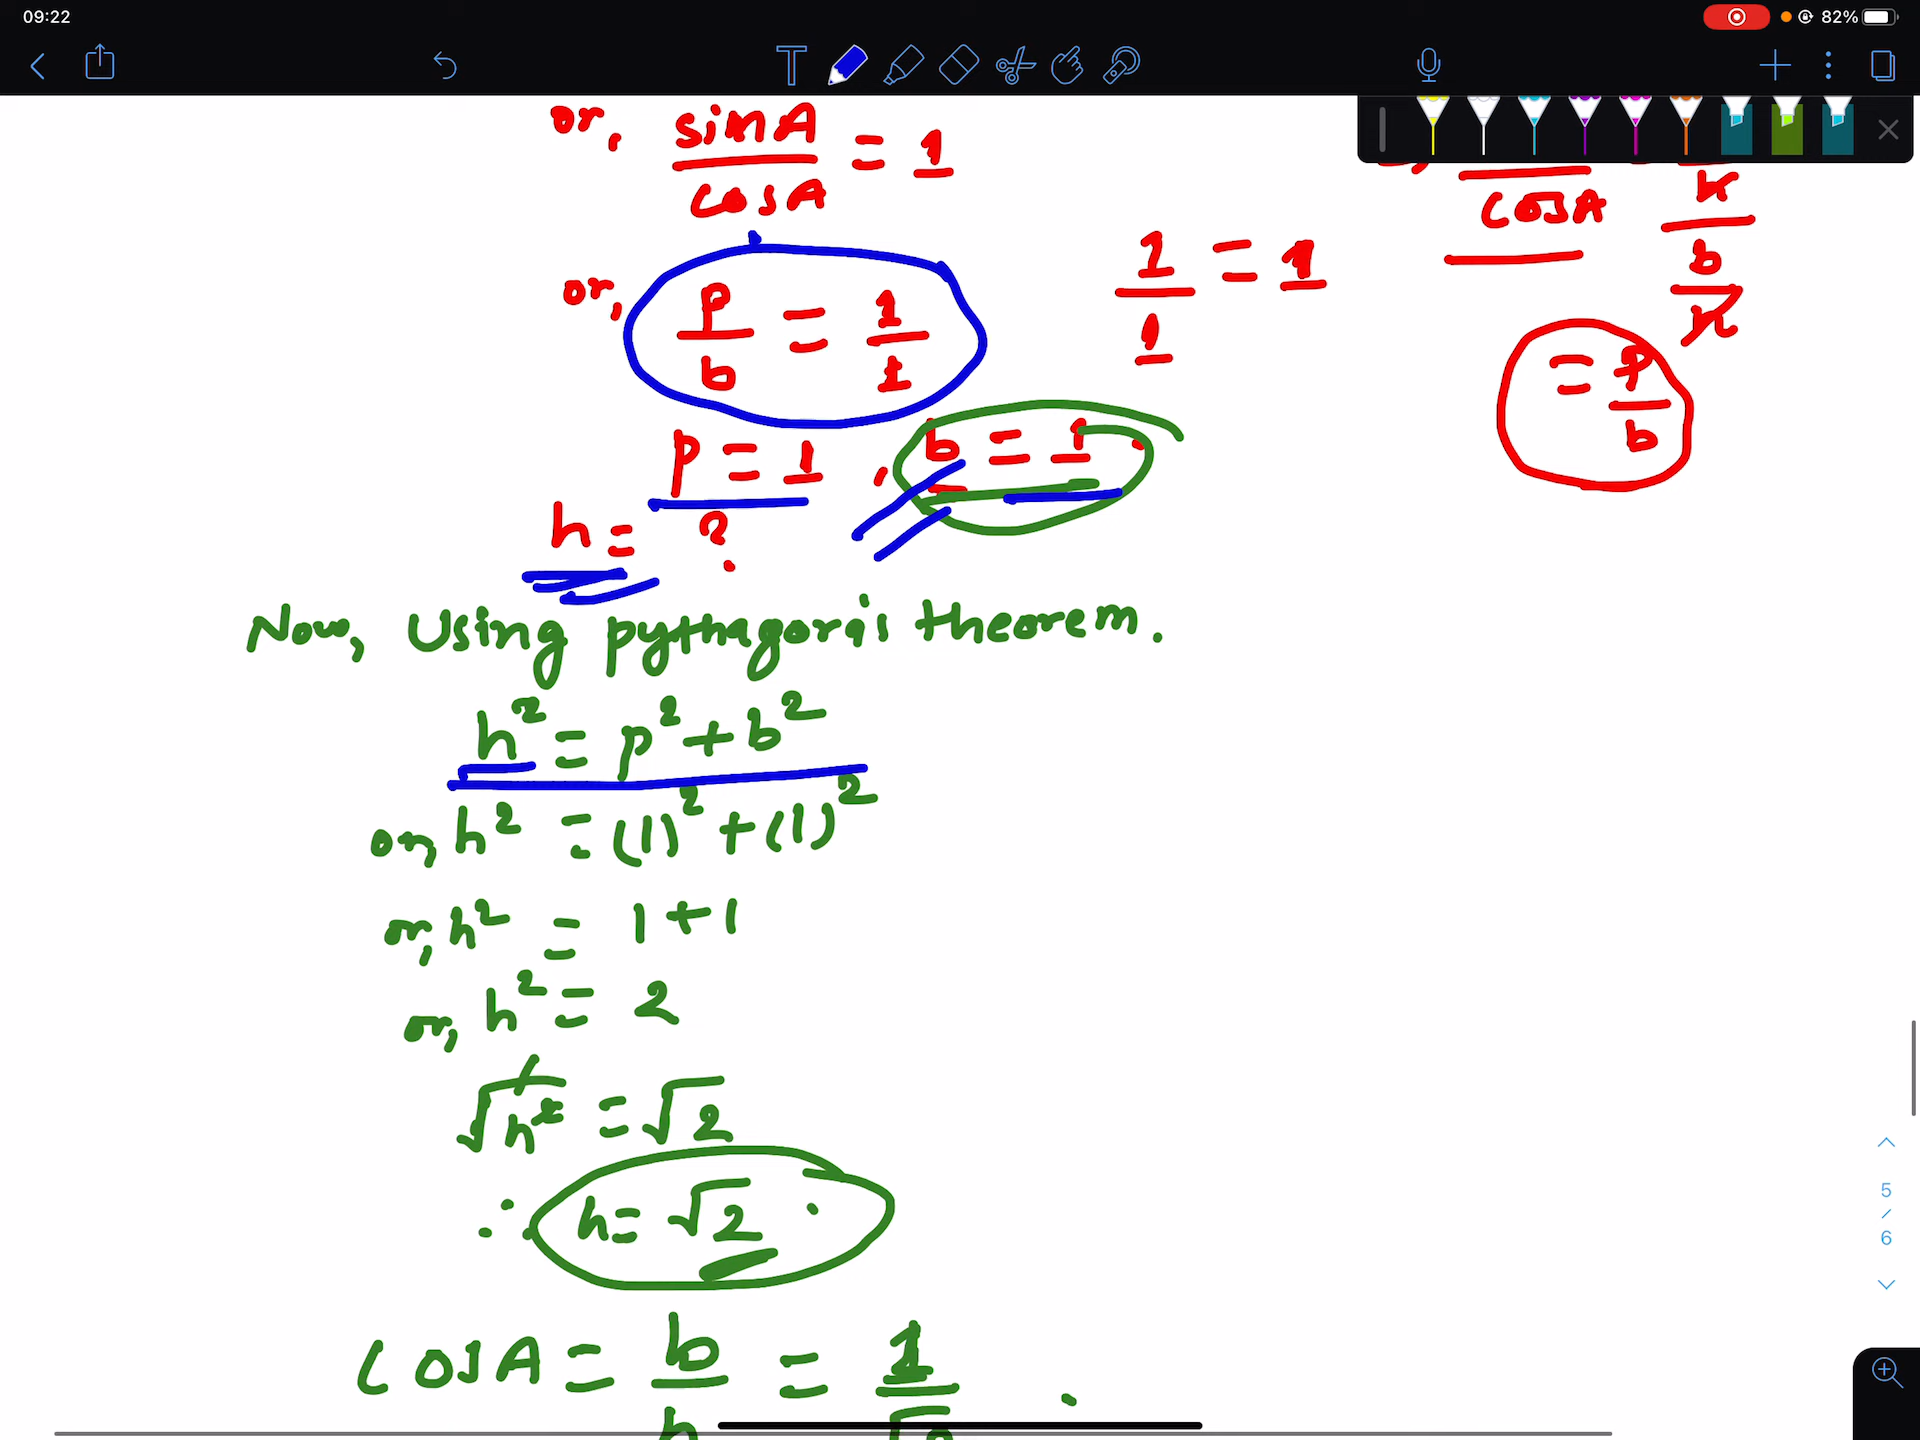 09:22
82%
or, sinA/cosA = 1
cosA
h/b/h
or, p/b = 1/1
1/1 = 1
= p/b
p = 1, b = 1
h = ?
Now, Using pythagoras theorem.
h² = p² + b²
or, h² = (1)² + (1)²
or, h² = 1 + 1
or, h² = 2
√h² = √2
∴ h = √2
cosA = b/h = 1/√2 .
5
/
6